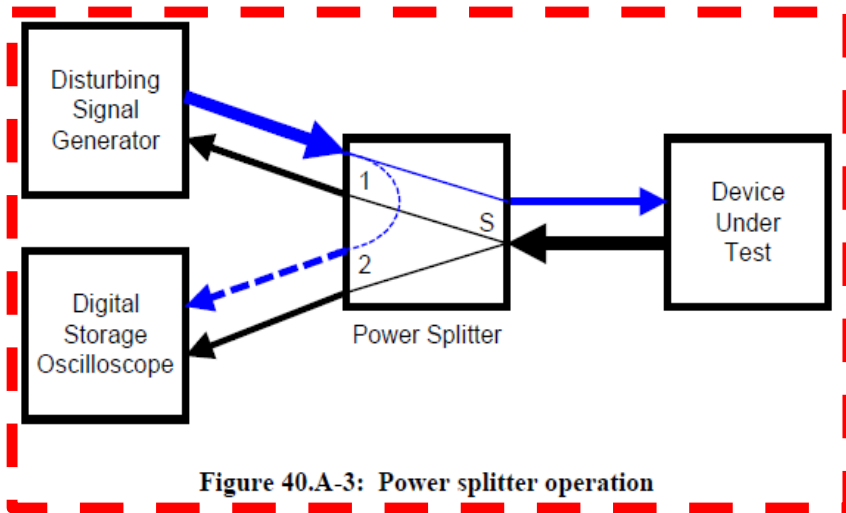 Disturbing
Signal
Generator
1
S
2
Device
Under
Test
Digital
Storage
Oscilloscope
Power Splitter
Figure 40.A-3: Power splitter operation